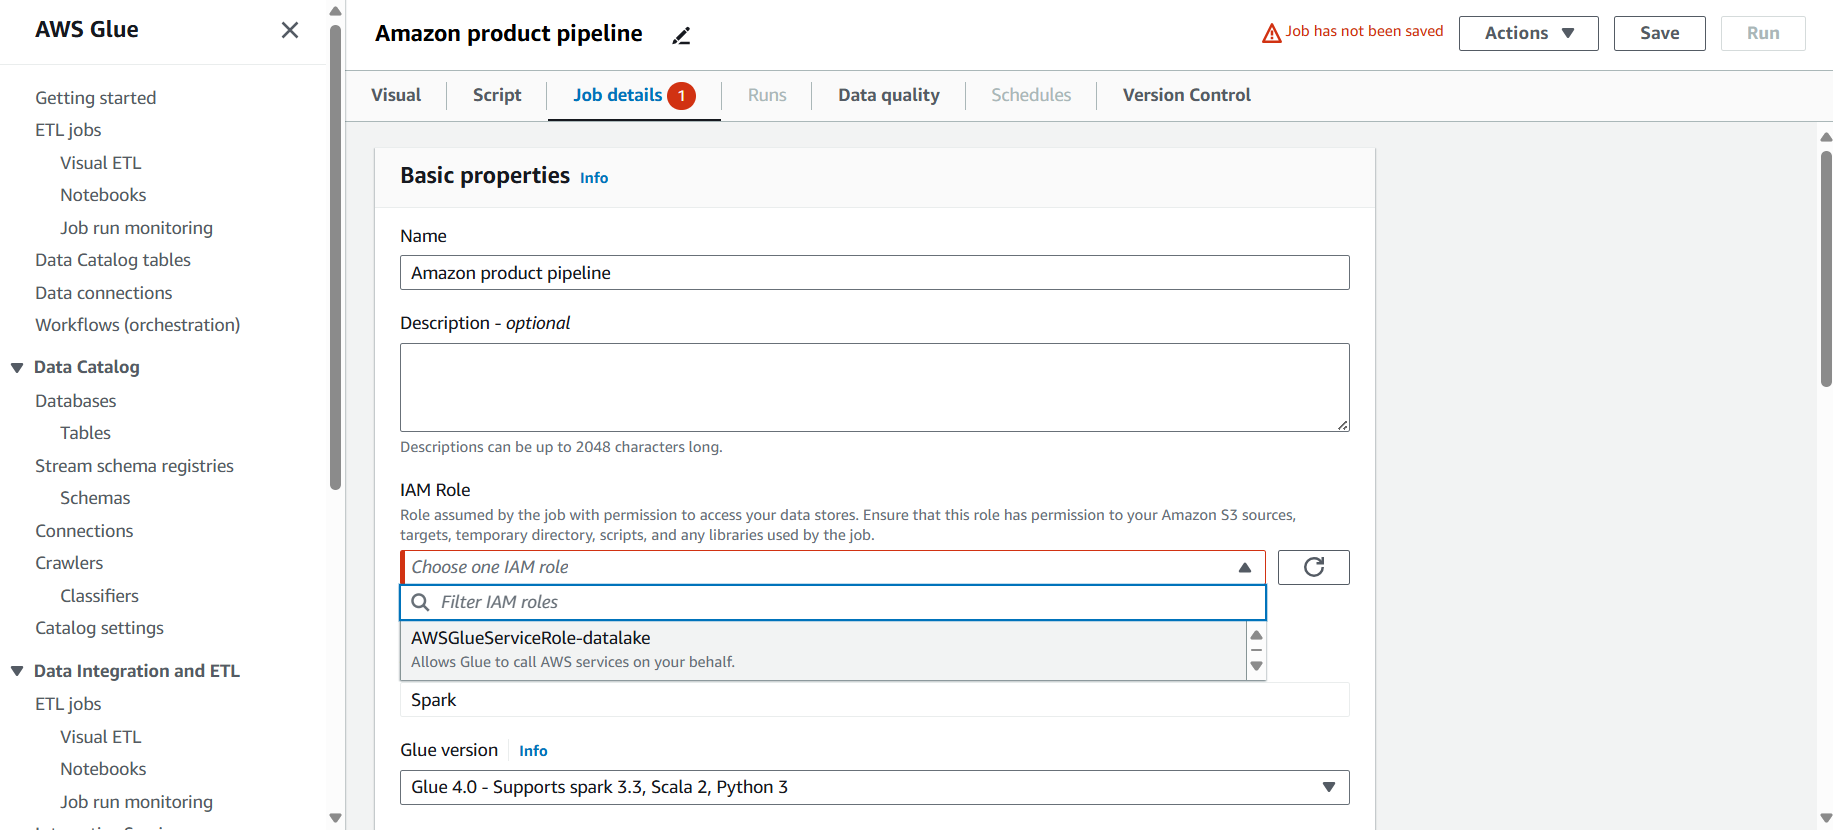 AWS Glue
Getting started
ETL jobs
Visual ETL
Notebooks
Job run monitoring
Data Catalog tables
Data connections
Workflows (orchestration)
Data Catalog
Databases
Tables
Stream schema registries
Schemas
Connections
Crawlers
Classifiers
Catalog settings
Data Integration and ETL
ETL jobs
Visual ETL
Notebooks
Job run monitoring
Amazon product pipeline
Job has not been saved
Actions
Save
Run
Visual
Script
Job details 1
Runs
Data quality
Schedules
Version Control
Basic properties Info
Name
Amazon product pipeline
Description - optional
Descriptions can be up to 2048 characters long.
IAM Role
Role assumed by the job with permission to access your data stores. Ensure that this role has permission to your Amazon S3 sources,
targets, temporary directory, scripts, and any libraries used by the job.
Choose one IAM role
Filter IAM roles
AWSGlueServiceRole-datalake
Allows Glue to call AWS services on your behalf.
Spark
Glue version Info
Glue 4.0 - Supports spark 3.3, Scala 2, Python 3